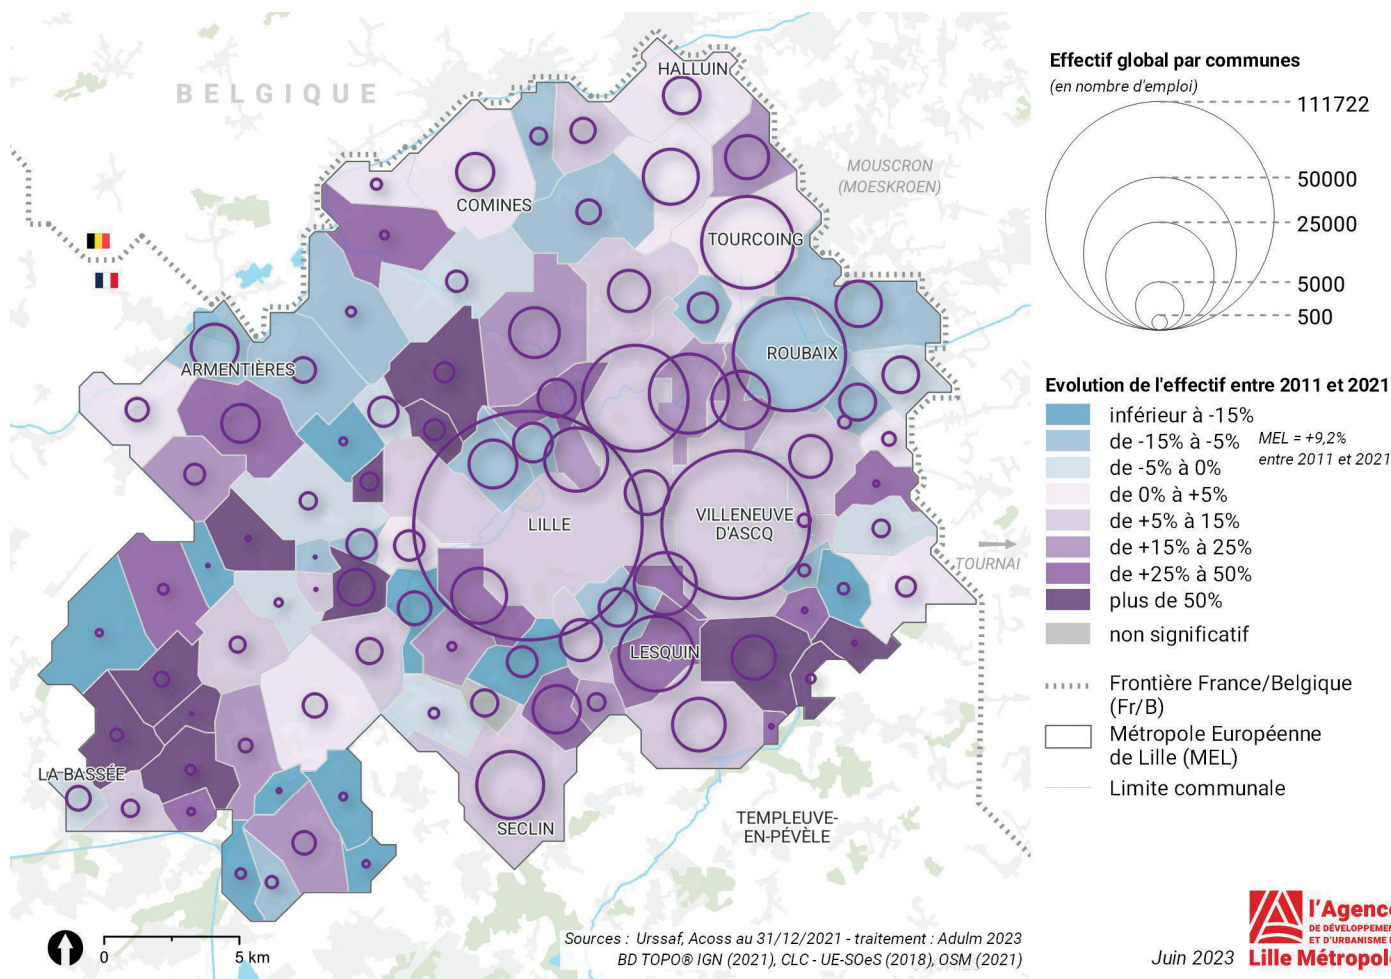 BELGIQUE
HALLUIN
MOUSCRON
(MOESKROEN)
COMINES
TOURCOING
ARMENTIÈRES
ROUBAIX
LILLE
VILLENEUVE
D'ASCQ
TOURNAI
LESQUIN
LA BASSÉE
SECLIN
TEMPLEUVE-
EN-PÉVÈLE
0 5 km
Sources : Urssaf, Acoss au 31/12/2021 - traitement : Adulm 2023
BD TOPO® IGN (2021), CLC - UE-SOeS (2018), OSM (2021)
Effectif global par communes
(en nombre d'emploi)
111722
50000
25000
5000
500
Evolution de l'effectif entre 2011 et 2021
inférieur à -15%
de -15% à -5%
de -5% à 0%
de 0% à +5%
de +5% à 15%
de +15% à 25%
de +25% à 50%
plus de 50%
non significatif
MEL = +9,2%
entre 2011 et 2021
Frontière France/Belgique
(Fr/B)
Métropole Européenne
de Lille (MEL)
Limite communale
Juin 2023
l'Agence
DE DÉVELOPPEMEN
ET D'URBANISME
Lille Métropol